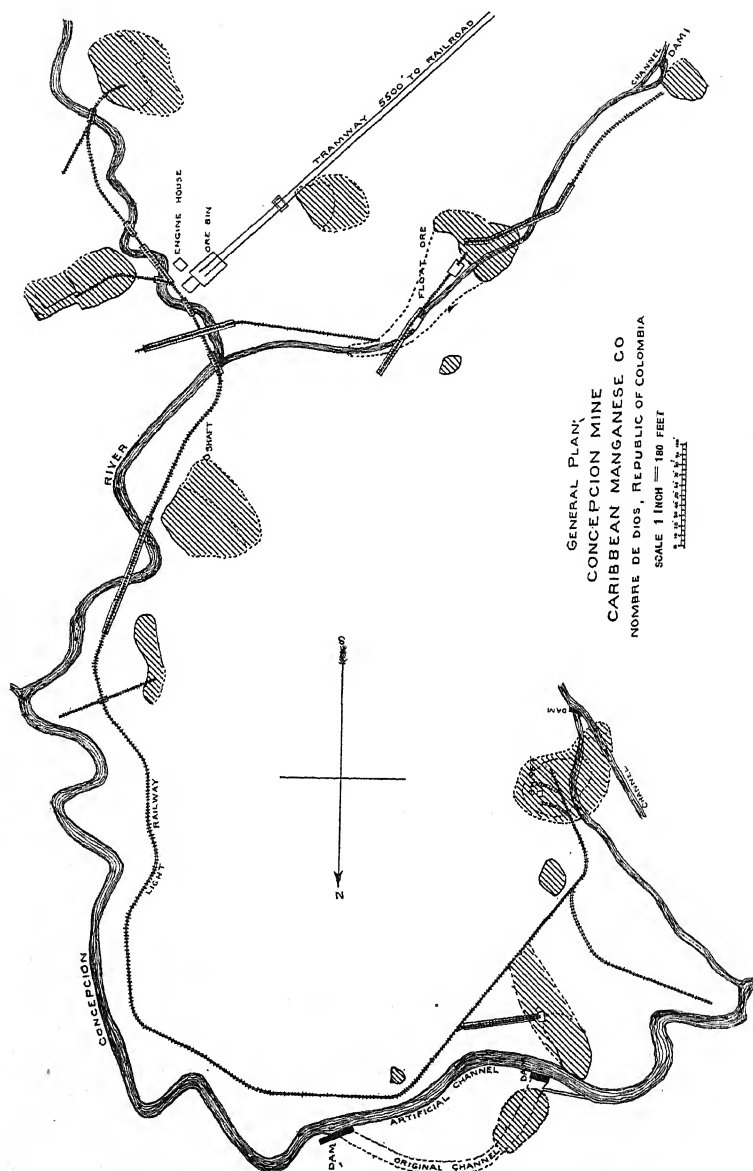 GENERAL PLAN,
CONCEPCION MINE
CARIBBEAN MANGANESE CO
NOMBRE DE DIOS, REPUBLIC OF COLOMBIA
SCALE 1 INCH = 180 FEET
TRAMWAY 5500' TO RAILROAD
ENGINE HOUSE
ORE BIN
CHANNEL
DAM
FLOAT ORE
RIVER
SHAFT
S
N
LIGHT RAILWAY
CONCEPCION
DAM
CHANNEL
ARTIFICIAL CHANNEL
DAM
ORIGINAL CHANNEL